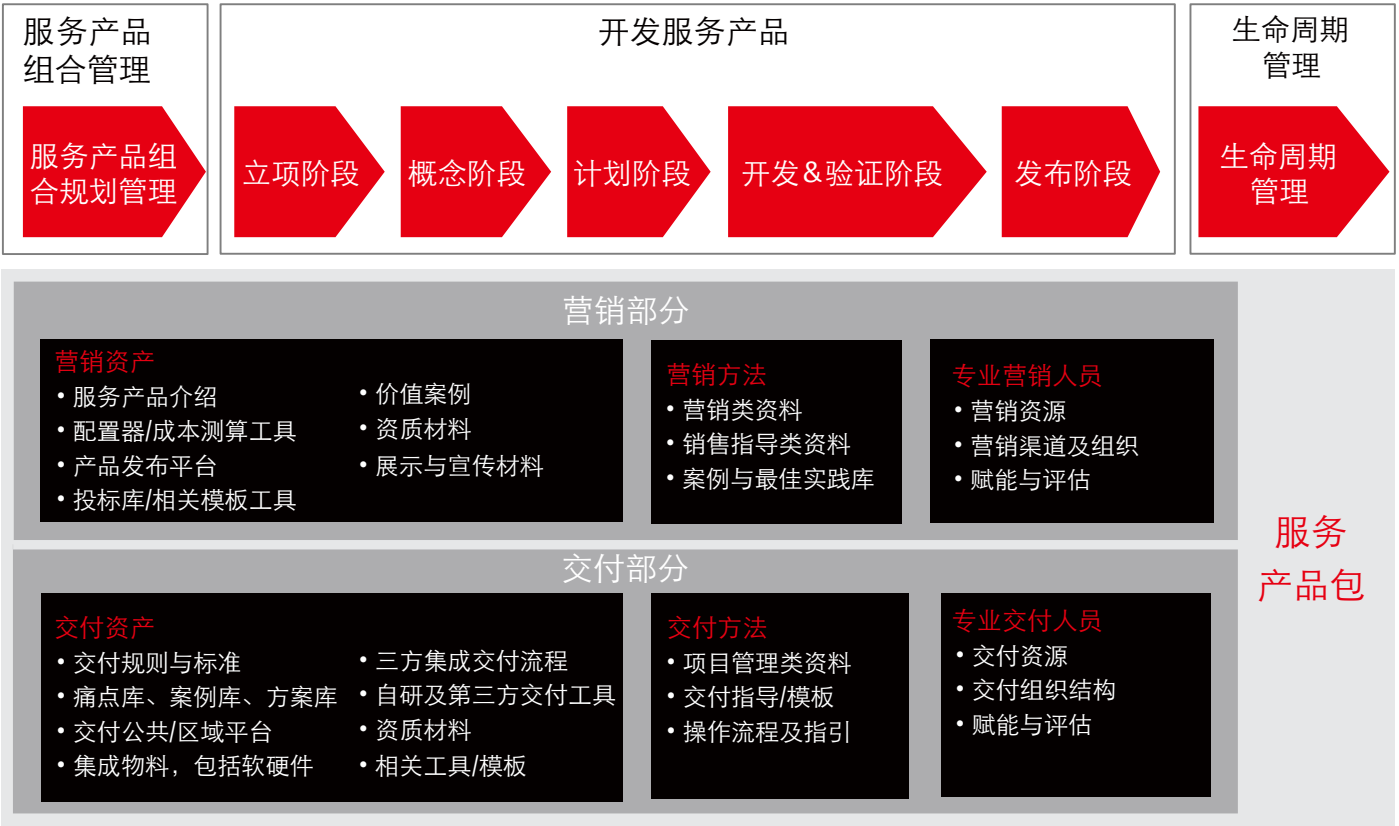 服务产品
组合管理
服务产品组
合规划管理
开发服务产品
立项阶段
概念阶段
计划阶段
开发&验证阶段
发布阶段
生命周期
管理
生命周期
管理
营销部分
营销资产
• 服务产品介绍
• 配置器/成本测算工具
• 产品发布平台
• 投标库/相关模板工具
• 价值案例
• 资质材料
• 展示与宣传材料
营销方法
• 营销类资料
• 销售指导类资料
• 案例与最佳实践库
专业营销人员
• 营销资源
• 营销渠道及组织
• 赋能与评估
交付部分
交付资产
• 交付规则与标准
• 痛点库、案例库、方案库
• 交付公共/区域平台
• 集成物料，包括软硬件
• 三方集成交付流程
• 自研及第三方交付工具
• 资质材料
• 相关工具/模板
交付方法
• 项目管理类资料
• 交付指导/模板
• 操作流程及指引
专业交付人员
• 交付资源
• 交付组织结构
• 赋能与评估
服务
产品包